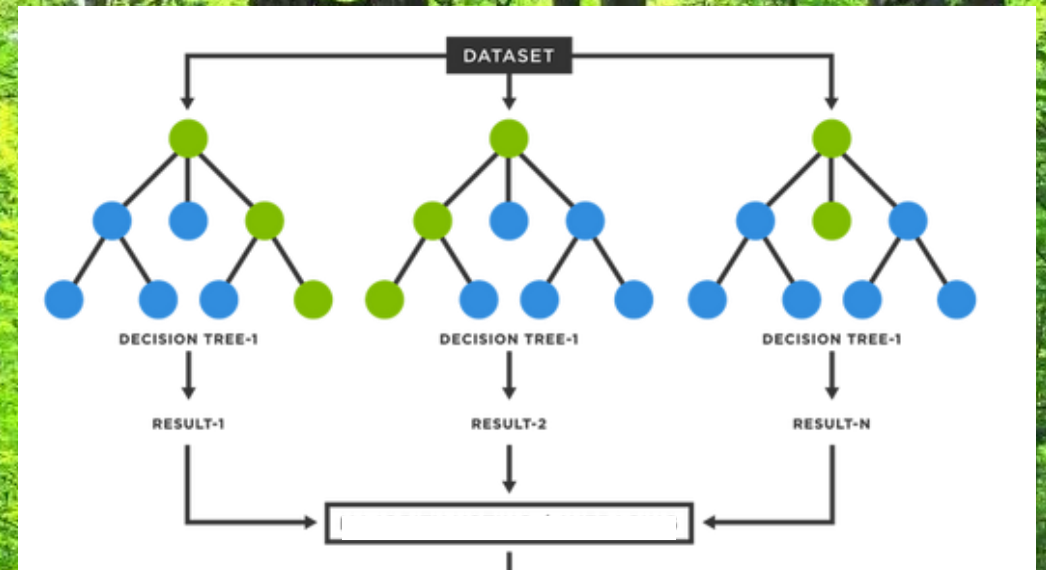 DATASET
DECISION TREE-1 DECISION TREE-1 DECISION TREE-1
RESULT-1 RESULT-2 RESULT-N